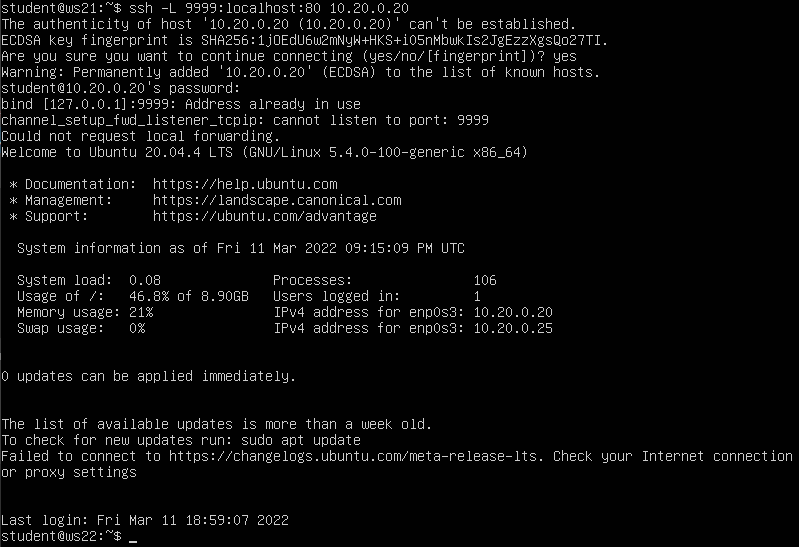 student@ws21:~$ ssh -L 9999:localhost:80 10.20.0.20
The authenticity of host '10.20.0.20 (10.20.0.20)' can't be established.
ECDSA key fingerprint is SHA256:1jOEdU6w2mNyW+HKS+iO5nMbwkIs2JgEzzXgsQo27TI.
Are you sure you want to continue connecting (yes/no/[fingerprint])? yes
Warning: Permanently added '10.20.0.20' (ECDSA) to the list of known hosts.
student@10.20.0.20's password:
bind [127.0.0.1]:9999: Address already in use
channel_setup_fwd_listener_tcpip: cannot listen to port: 9999
Could not request local forwarding.
Welcome to Ubuntu 20.04.4 LTS (GNU/Linux 5.4.0-100-generic x86_64)
* Documentation:  https://help.ubuntu.com
* Management:     https://landscape.canonical.com
* Support:        https://ubuntu.com/advantage
System information as of Fri 11 Mar 2022 09:15:09 PM UTC
System load:  0.08              Processes:               106
Usage of /:   46.8% of 8.90GB   Users logged in:         1
Memory usage: 21%               IPv4 address for enp0s3: 10.20.0.20
Swap usage:   0%                IPv4 address for enp0s3: 10.20.0.25
0 updates can be applied immediately.
The list of available updates is more than a week old.
To check for new updates run: sudo apt update
Failed to connect to https://changelogs.ubuntu.com/meta-release-lts. Check your Internet connection
or proxy settings
Last login: Fri Mar 11 18:59:07 2022
student@ws22:~$ _